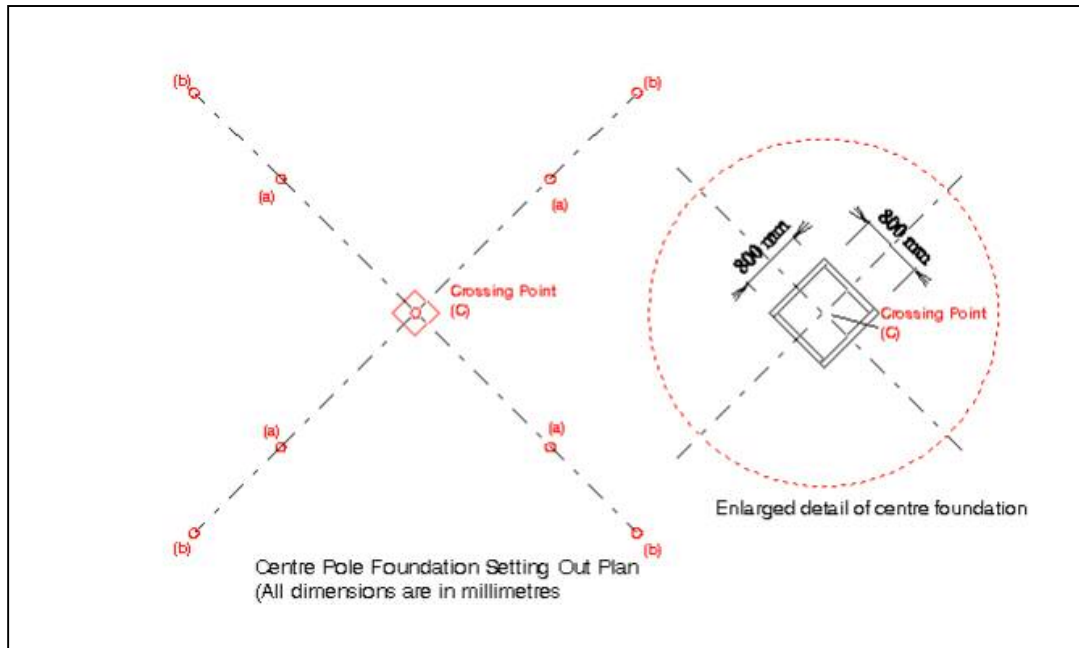 (b)
(b)
(a)
(a)
Crossing Point
(C)
(a)
(a)
(b)
(b)
Centre Pole Foundation Setting Out Plan
(All dimensions are in millimetres
800 mm
800 mm
Crossing Point
(C)
Enlarged detail of centre foundation